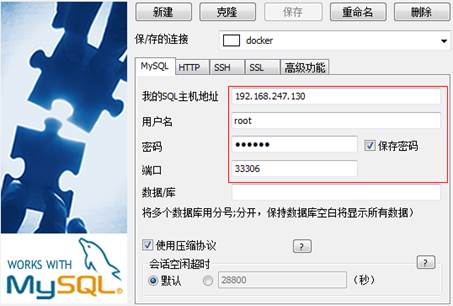 新建 克隆 保存 重命名 删除
保存的连接 docker
MySQL HTTP SSH SSL 高级功能
我的SQL主机地址 192.168.247.130
用户名 root
密码 ●●●●●● 保存密码
端口 33306
数据/库
将多个数据库用分号;分开，保持数据库空白将显示所有数据)
使用压缩协议 ?
会话空闲超时 ?
默认 28800 (秒)
WORKS WITH
MySQL®